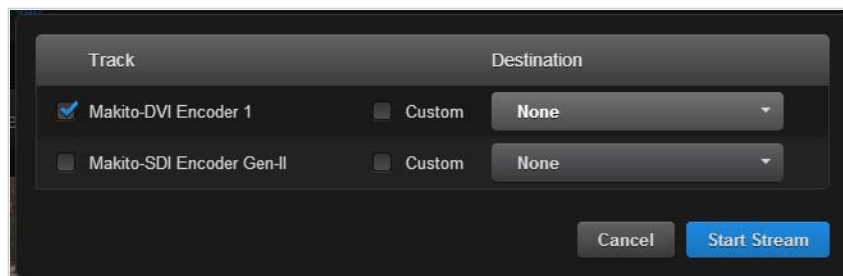 Track Destination
Makito-DVI Encoder 1 Custom None
Makito-SDI Encoder Gen-II Custom None
Cancel Start Stream